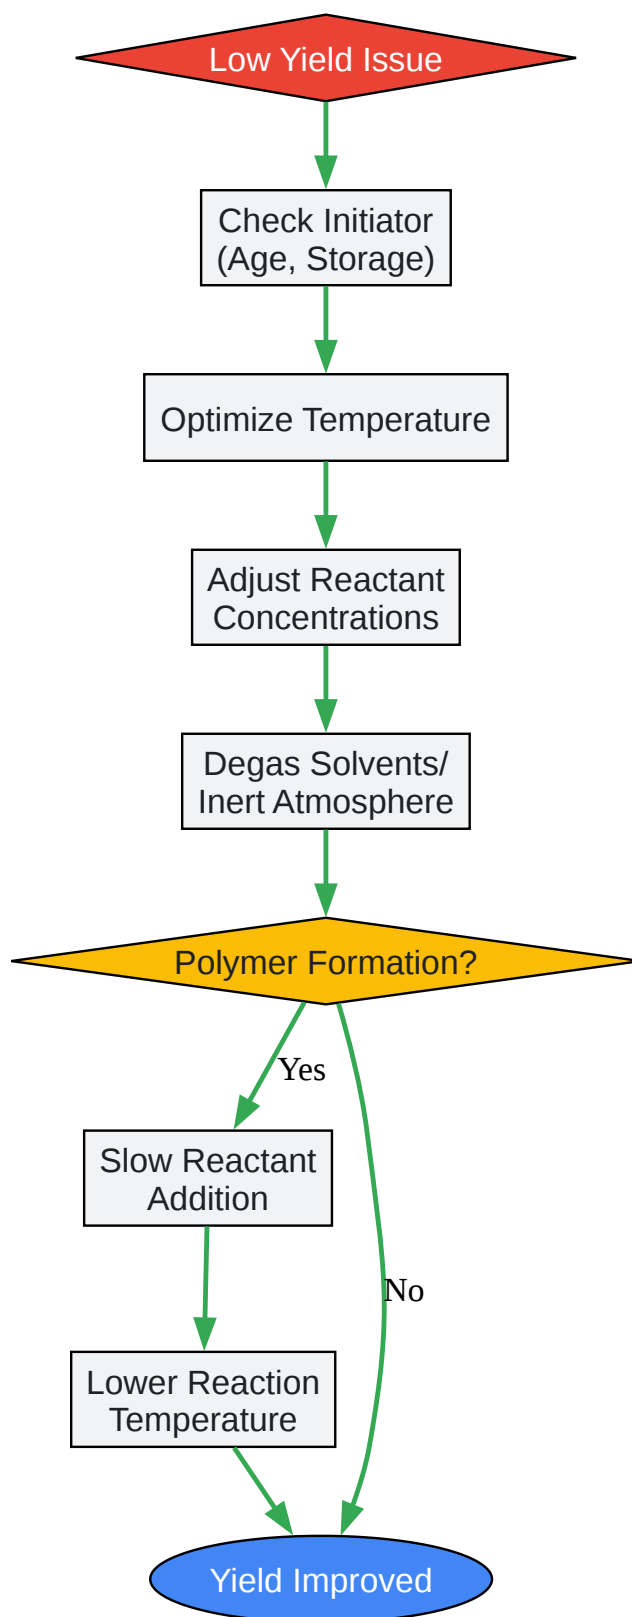 Low Yield Issue
Check Initiator
(Age, Storage)
Optimize Temperature
Adjust Reactant
Concentrations
Degas Solvents/
Inert Atmosphere
Polymer Formation?
Yes
Slow Reactant
Addition
No
Lower Reaction
Temperature
Yield Improved